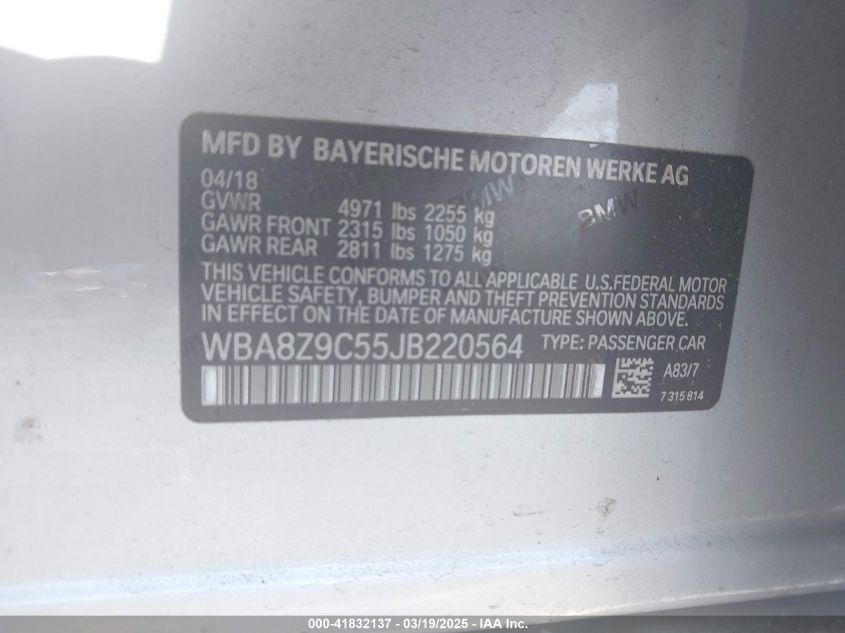 MFD BY BAYERISCHE MOTOREN WERKE AG
04/18
GVWR 4971 lbs 2255 kg
GAWR FRONT 2315 lbs 1050 kg
GAWR REAR 2811 lbs 1275 kg
BMW BMW
THIS VEHICLE CONFORMS TO ALL APPLICABLE U.S.FEDERAL MOTOR
VEHICLE SAFETY, BUMPER AND THEFT PREVENTION STANDARDS
IN EFFECT ON THE DATE OF MANUFACTURE SHOWN ABOVE.
WBA8Z9C55JB220564 TYPE: PASSENGER CAR
A83/7
7 315 814
000-41832137 - 03/19/2025 - IAA Inc.